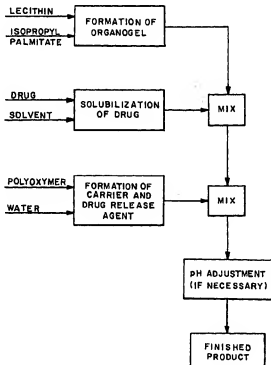 LECITHIN
ISOPROPYL
PALMITATE
FORMATION OF
ORGANOGEL
DRUG
SOLVENT
SOLUBILIZATION
OF DRUG
MIX
POLYOXYMER
WATER
FORMATION OF
CARRIER AND
DRUG RELEASE
AGENT
MIX
pH ADJUSTMENT
(IF NECESSARY)
FINISHED
PRODUCT